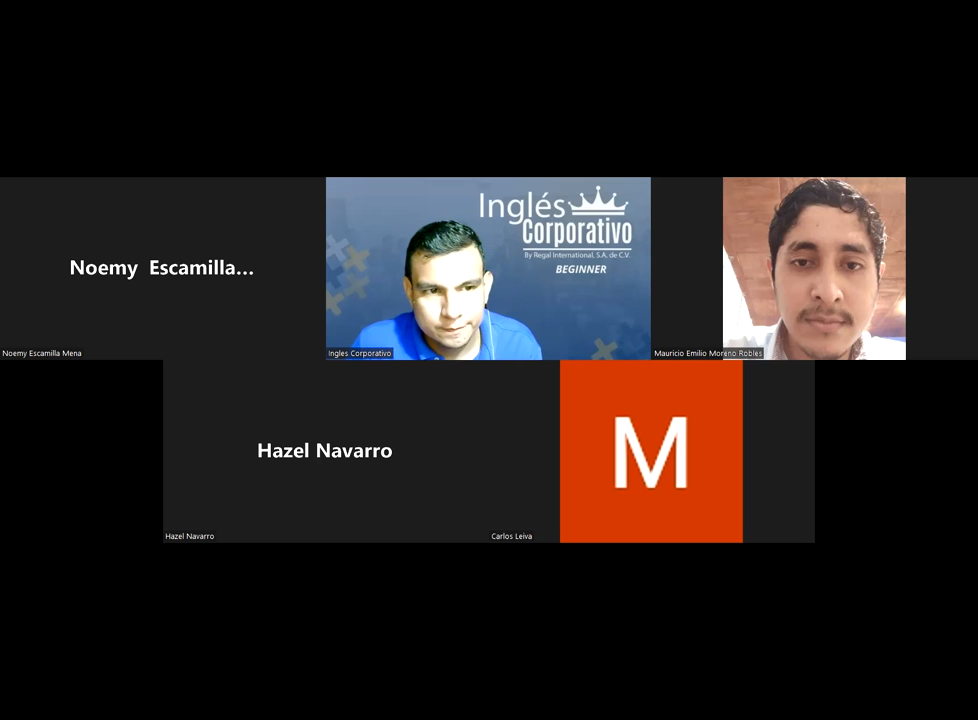 Noemy Escamilla...
Noemy Escamilla Mena
Inglés
Corporativo
By Regal International, S.A. de C.V.
BEGINNER
Ingles Corporativo
Mauricio Emilio Moreno Robles
Hazel Navarro
Hazel Navarro
Carlos Leiva
M